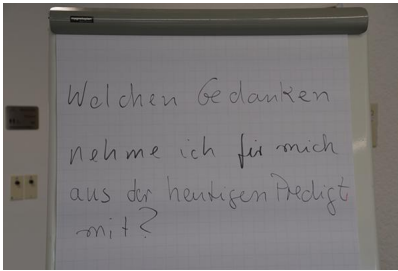 Welchen Gedanken
nehme ich für mich
aus der heutigen Predigt
mit?